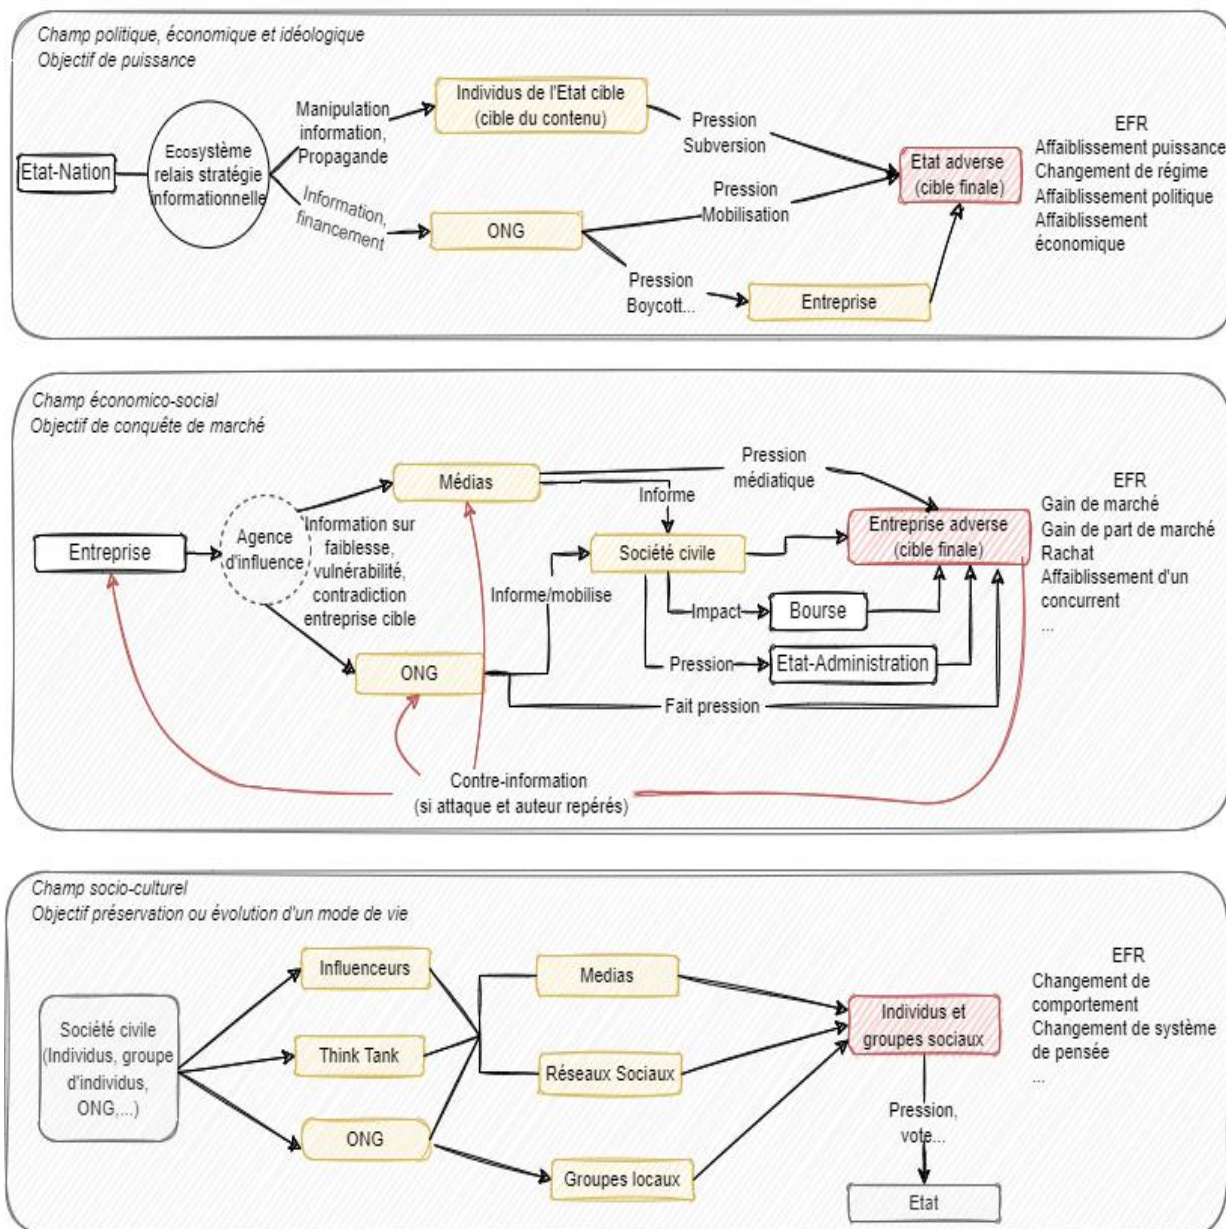 Champ politique, économique et idéologique
Objectif de puissance
Etat-Nation
Ecosystème
relais stratégie
informationnelle
Manipulation
information,
Propagande
Information,
financement
Individus de l'Etat cible
(cible du contenu)
ONG
Pression
Subversion
Pression
Mobilisation
Pression
Boycott...
Entreprise
Etat adverse
(cible finale)
EFR
Affaiblissement puissance
Changement de régime
Affaiblissement politique
Affaiblissement
économique
Champ économico-social
Objectif de conquête de marché
Entreprise
Agence
d'influence
Information sur
faiblesse,
vulnérabilité,
contradiction
entreprise cible
Médias
ONG
Informe
Informe/mobilise
Société civile
Pression
médiatique
Impact
Bourse
Pression
Etat-Administration
Fait pression
Entreprise adverse
(cible finale)
Contre-information
(si attaque et auteur repérés)
EFR
Gain de marché
Gain de part de marché
Rachat
Affaiblissement d'un
concurrent
...
Champ socio-culturel
Objectif préservation ou évolution d'un mode de vie
Société civile
(Individus, groupe
d'individus,
ONG,...)
Influenceurs
Think Tank
ONG
Medias
Réseaux Sociaux
Groupes locaux
Individus et
groupes sociaux
Pression,
vote...
Etat
EFR
Changement de
comportement
Changement de système
de pensée
...